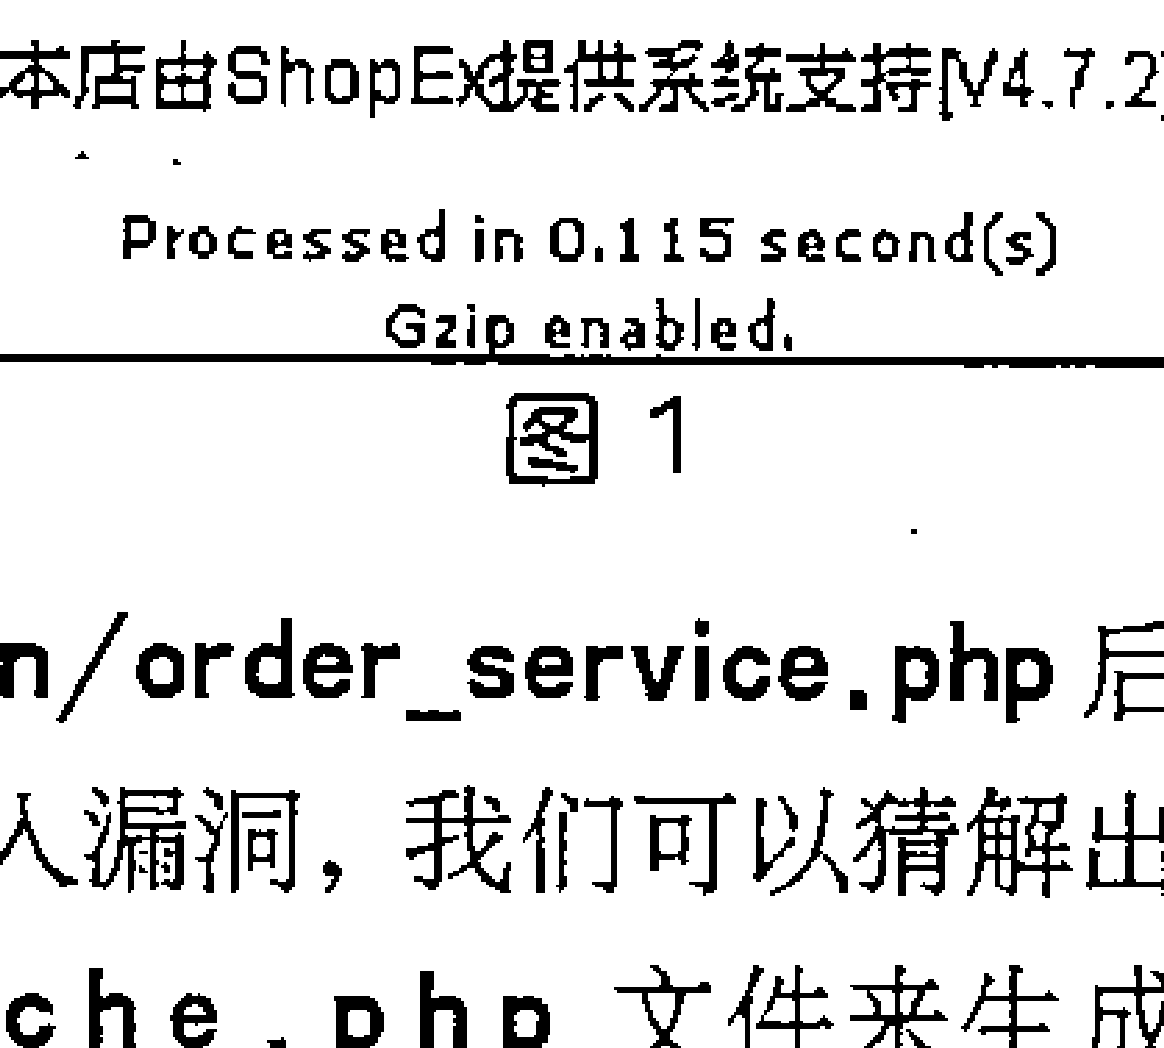 本店由ShopEx提供系统支持[V4.7.2]
Processed in 0.115 second(s)
Gzip enabled.
图 1
n/order_service.php 后
入漏洞，我们可以猜解出
che.php 文件来生成